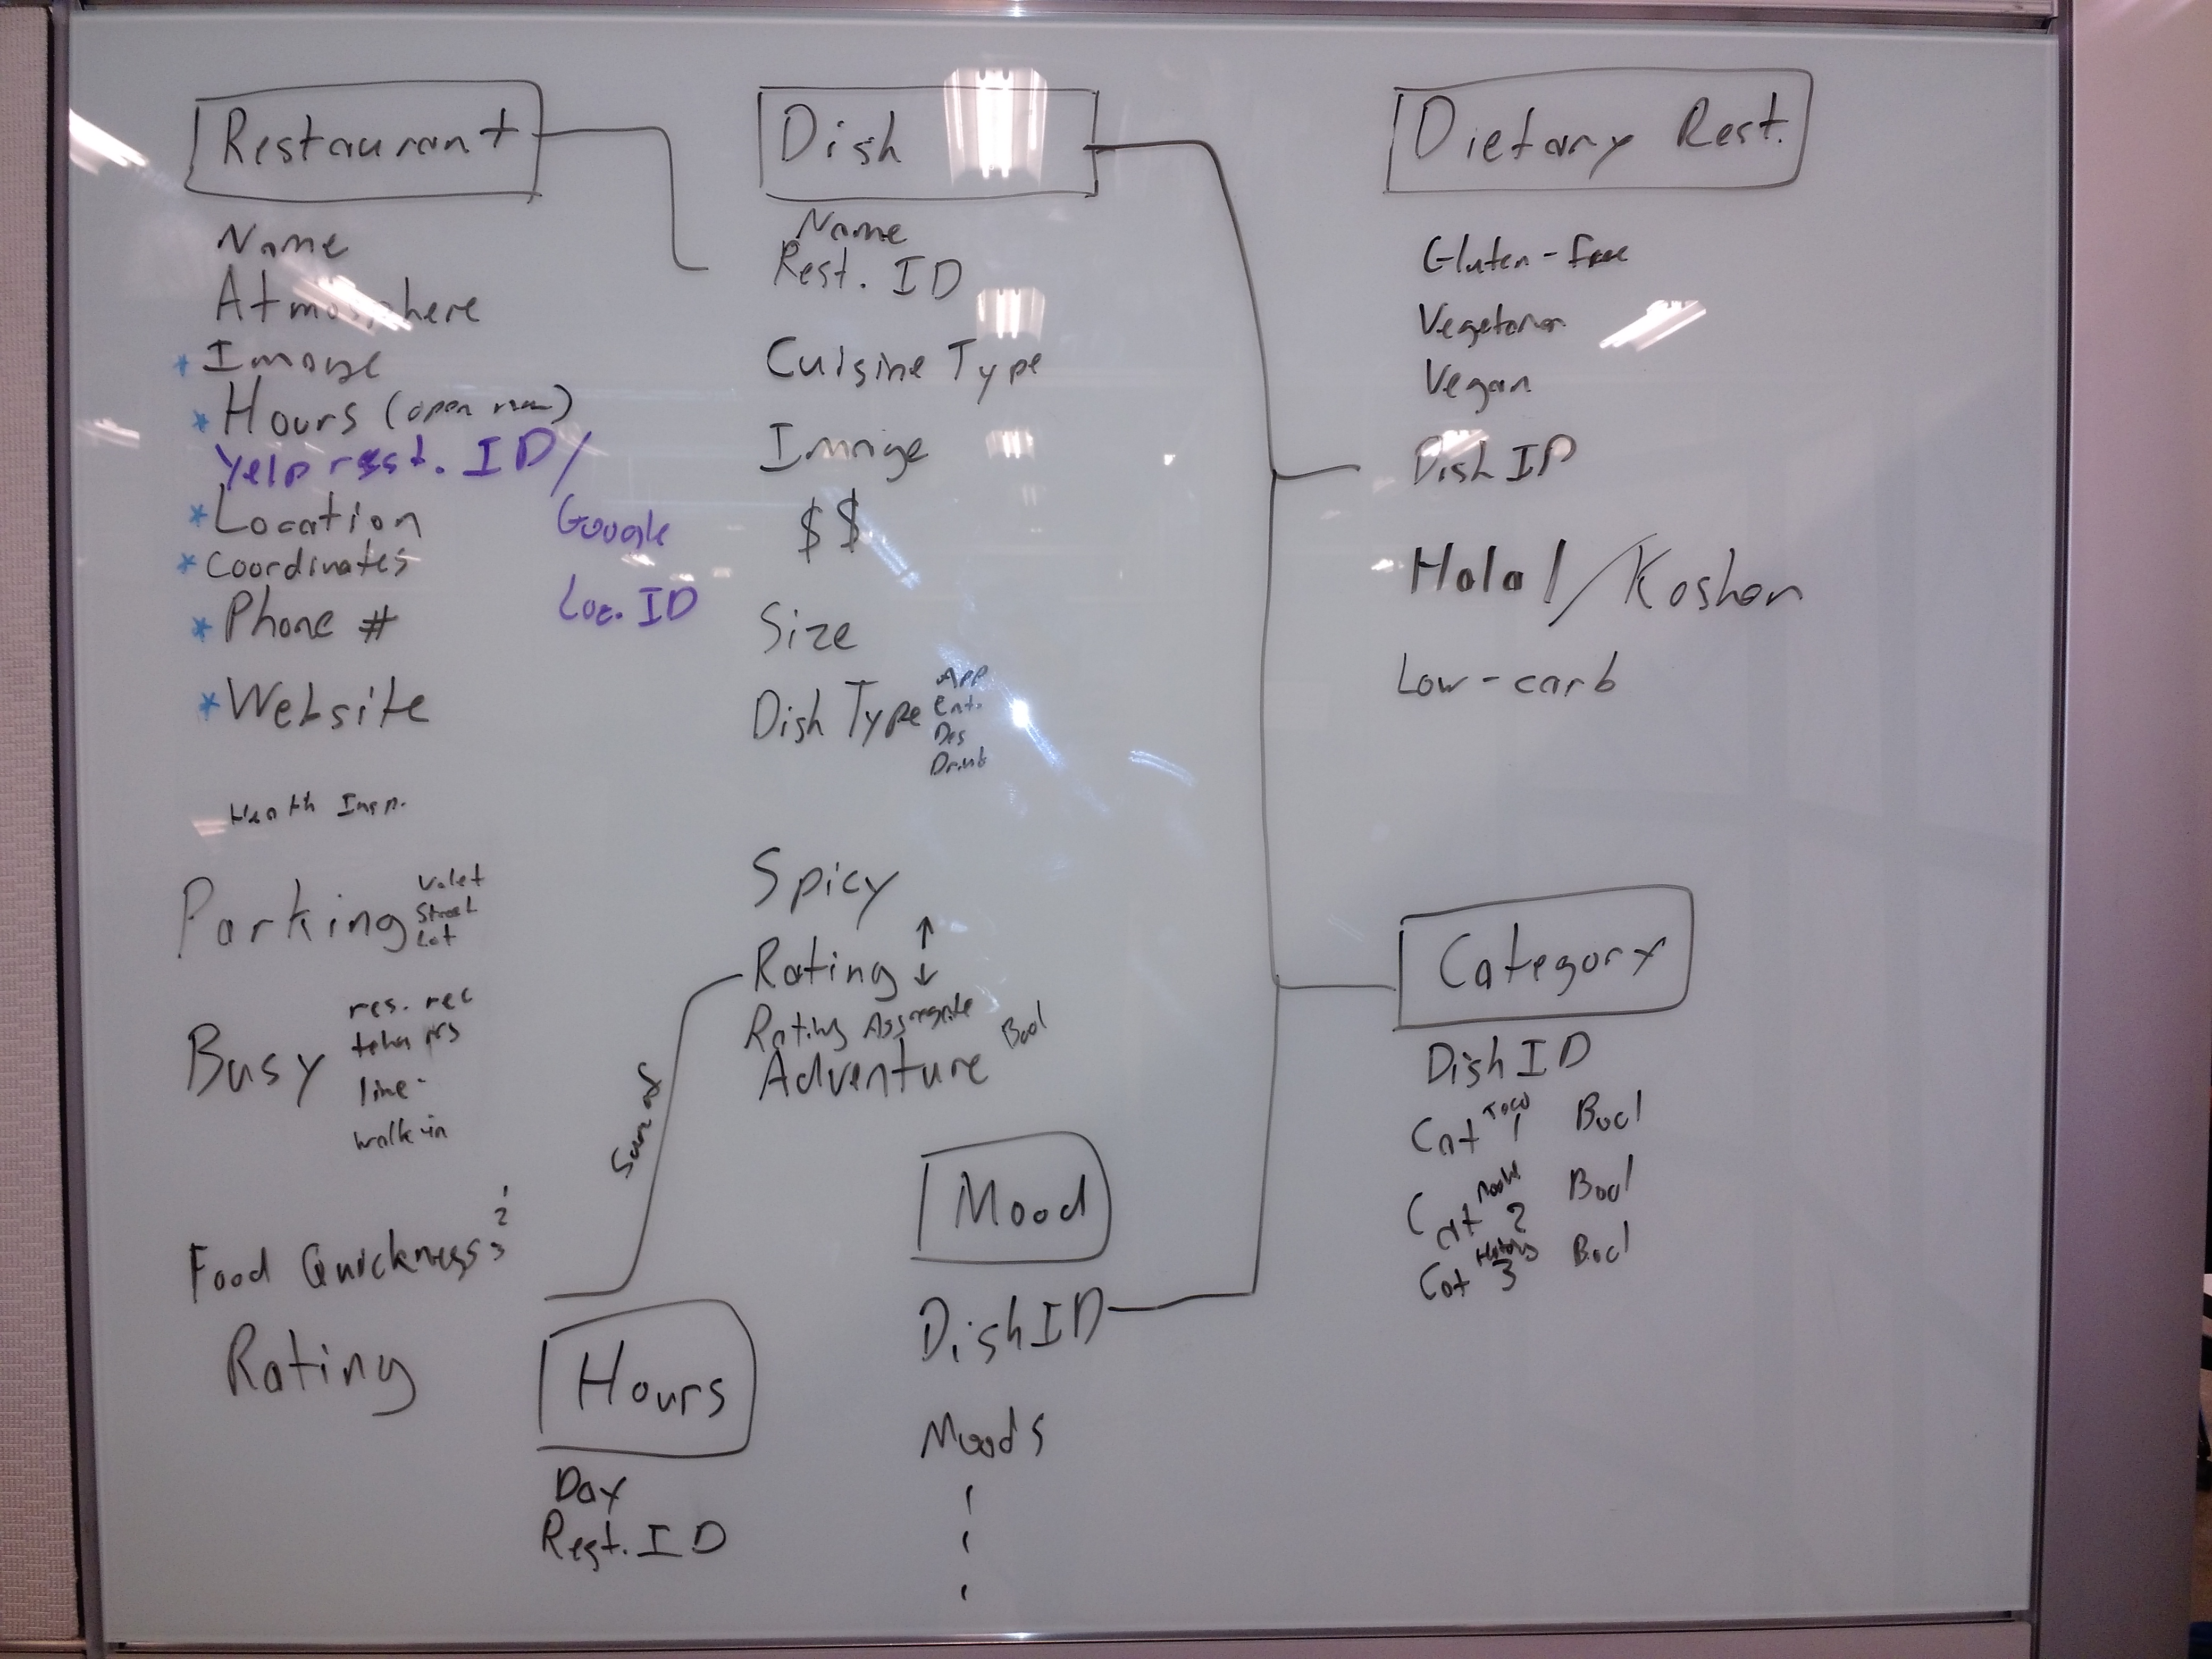 Restaurant
Name
Atmosphere
* Image
* Hours (open now)
Yelp rest. ID /
Google
Loc. ID
* Location
* Coordinates
* Phone #
* Website
Health Insp.
Parking
Valet
Street
Lot
Busy
res. rec
line
walk-in
Food Quickness
1
2
3
Rating
Sum of
Hours
Day
Rest. ID
Dish
Name
Rest. ID
Cuisine Type
Image
$$
Size
Dish Type
App
Ent.
Des
Drink
Spicy
Rating ↑
↓
Rating Aggregate
Adventure Bool
Mood
Dish ID
Moods
Dietary Rest.
Gluten-free
Vegetarian
Vegan
Dish ID
Halal/Kosher
Low-carb
Category
Dish ID
Taco
Cat 1 Bool
Cat 2 Bool
Cat 3 Bool